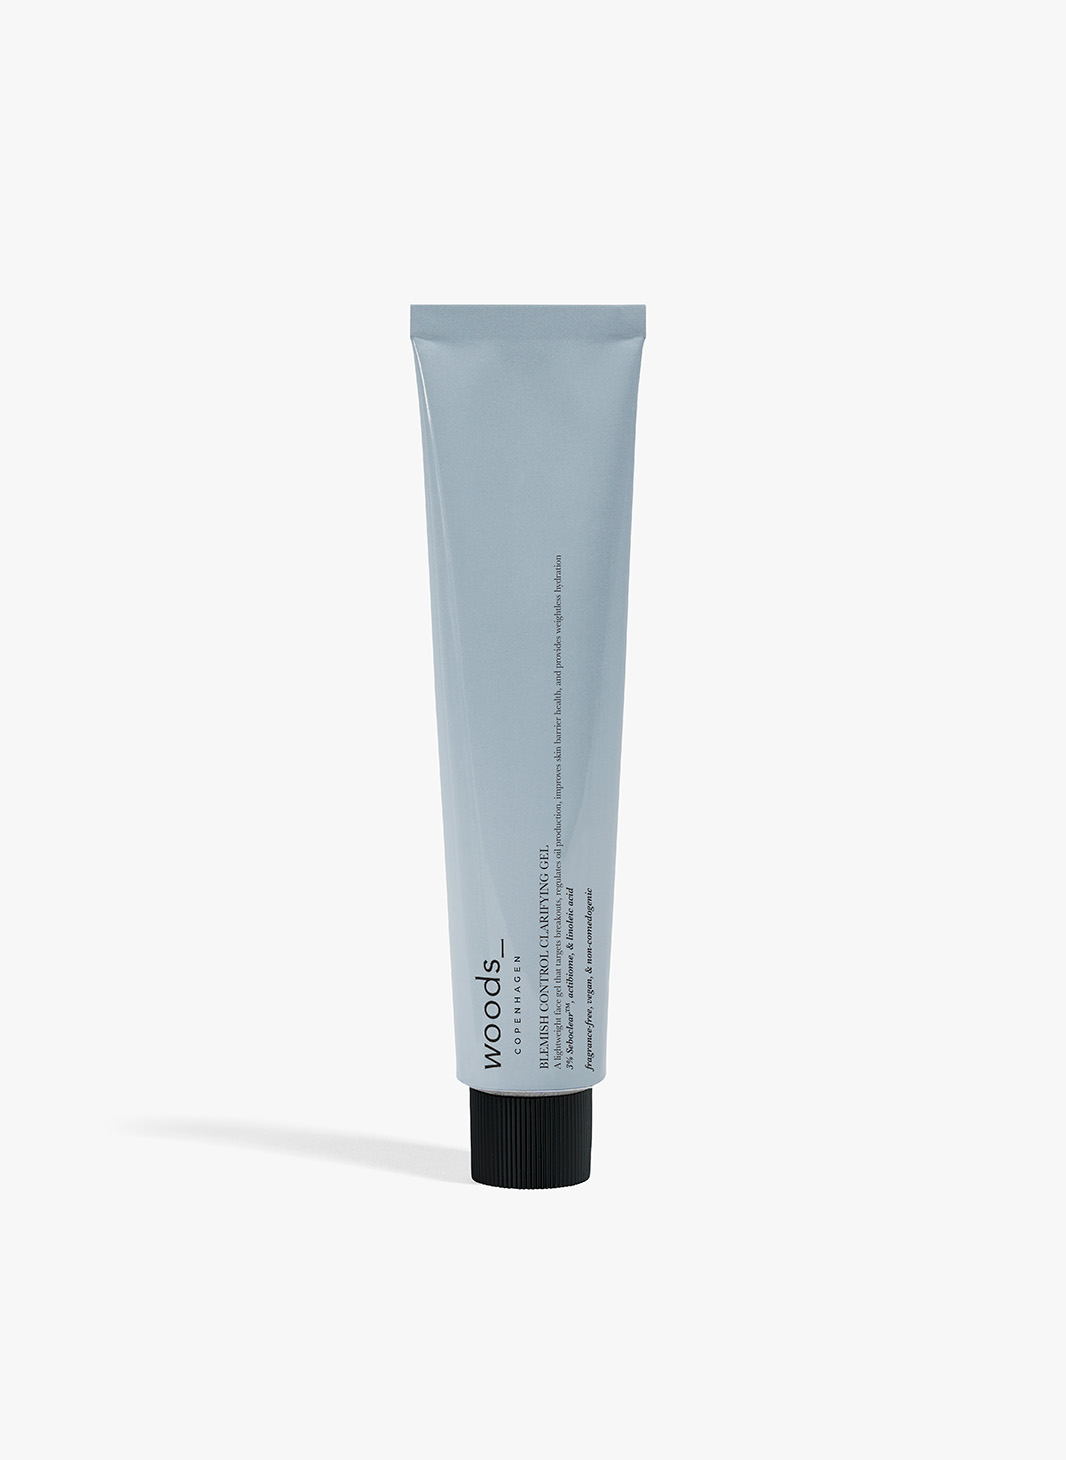 woods_
COPENHAGEN
BLEMISH CONTROL CLARIFYING GEL
A lightweight face gel that targets breakouts, regulates oil production, improves skin barrier health, and provides weightless hydration
3% Seboclear™, actibiome, & linoleic acid
fragrance-free, vegan, & non-comedogenic